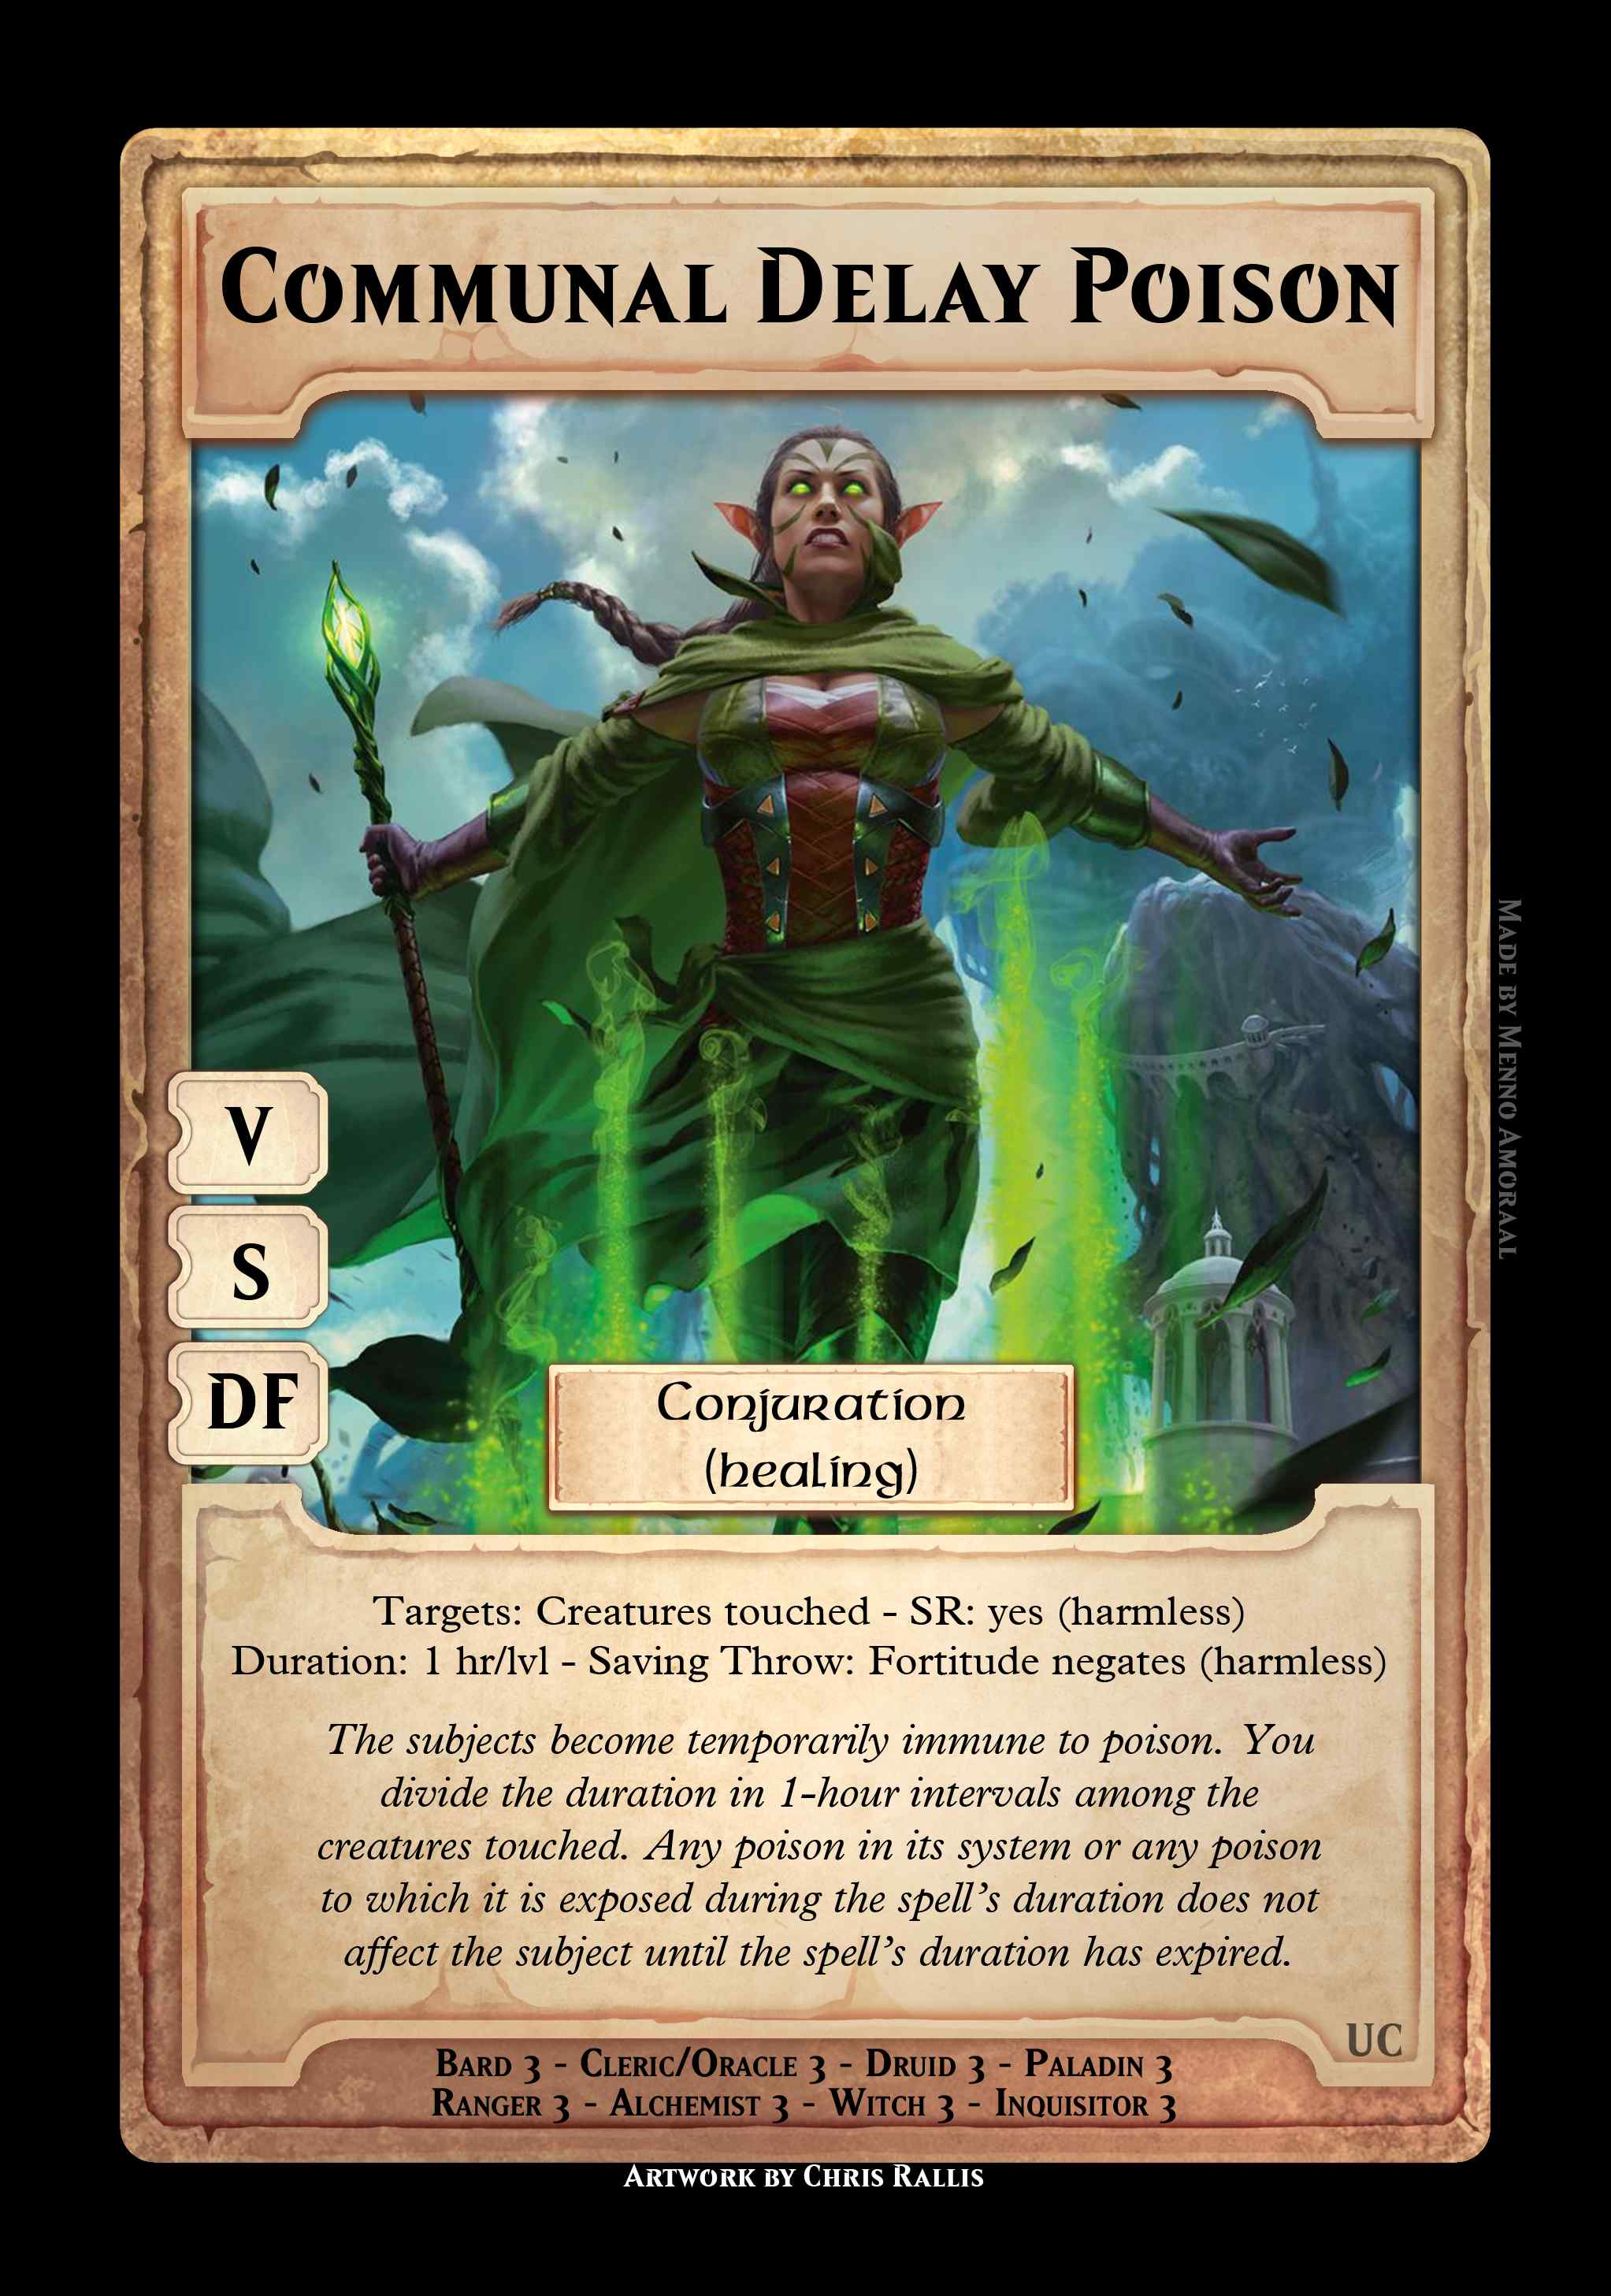 Communal Delay Poison
V
S
DF
Conjuration
(healing)
Targets: Creatures touched - SR: yes (harmless)
Duration: 1 hr/lvl - Saving Throw: Fortitude negates (harmless)
The subjects become temporarily immune to poison. You
divide the duration in 1-hour intervals among the
creatures touched. Any poison in its system or any poison
to which it is exposed during the spell's duration does not
affect the subject until the spell's duration has expired.
UC
Bard 3 - Cleric/Oracle 3 - Druid 3 - Paladin 3
Ranger 3 - Alchemist 3 - Witch 3 - Inquisitor 3
Artwork by Chris Rallis
Made by Menno Amoraal